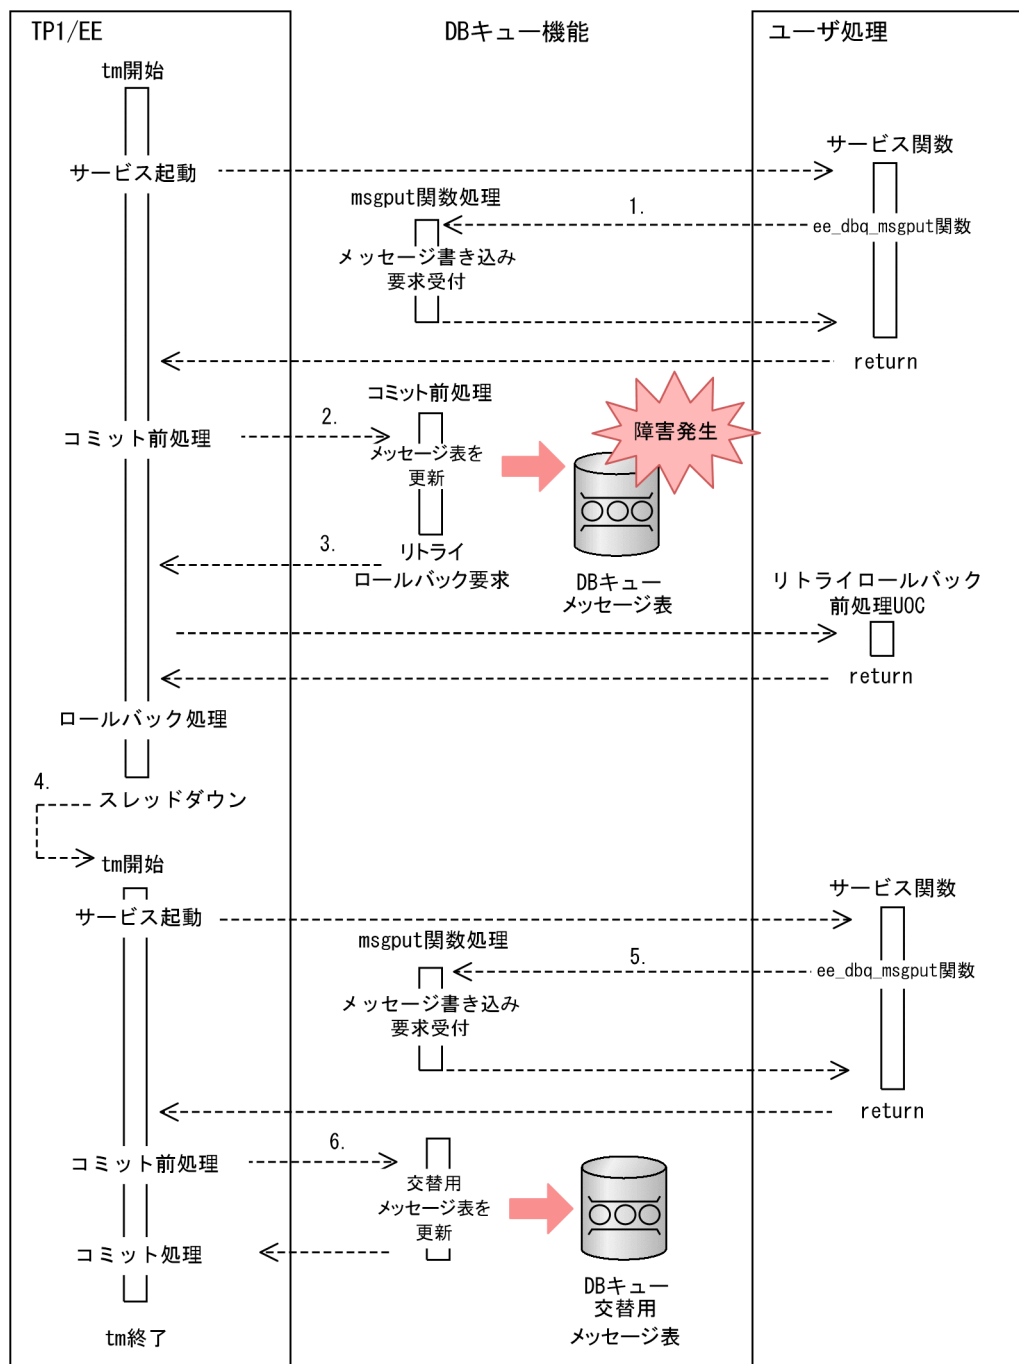 TP1/EE
DBキュー機能
ユーザ処理
tm開始
サービス起動
サービス関数
msgput関数処理
1.
ee_dbq_msgput関数
メッセージ書き込み
要求受付
return
コミット前処理
2.
コミット前処理
メッセージ表を
更新
障害発生
3.
リトライ
ロールバック要求
DBキュー
メッセージ表
リトライロールバック
前処理UOC
return
ロールバック処理
4.
スレッドダウン
tm開始
サービス起動
サービス関数
msgput関数処理
5.
ee_dbq_msgput関数
メッセージ書き込み
要求受付
return
コミット前処理
6.
交替用
メッセージ表を
更新
コミット処理
DBキュー
交替用
メッセージ表
tm終了